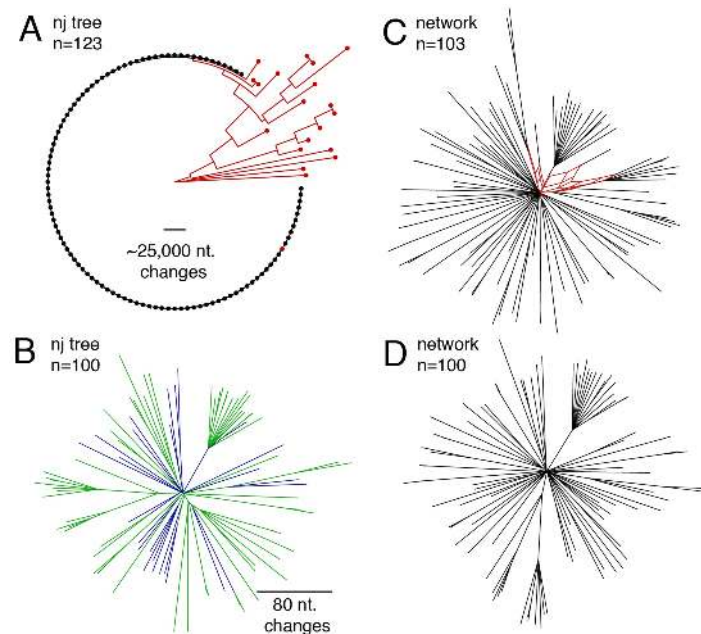 A nj tree
n=123
~25,000 nt.
changes
B nj tree
n=100
80 nt.
changes
C network
n=103
D network
n=100